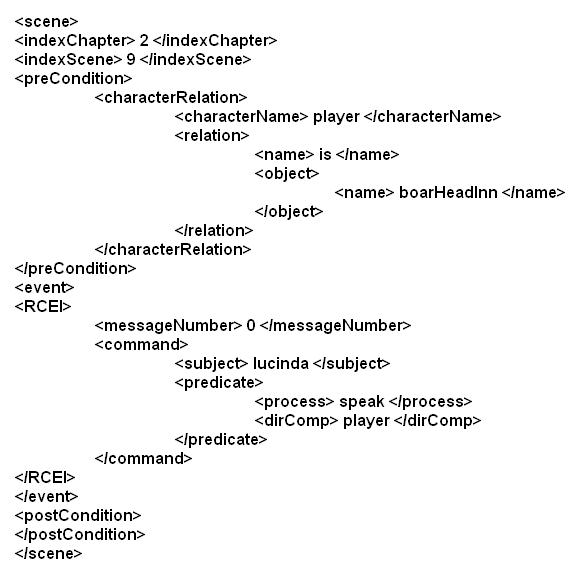 <scene>
<indexChapter> 2 </indexChapter>
<indexScene> 9 </indexScene>
<preCondition>
<characterRelation>
<characterName> player </characterName>
<relation>
<name> is </name>
<object>
<name> boarHeadInn </name>
</object>
</relation>
</characterRelation>
</preCondition>
<event>
<RCEI>
<messageNumber> 0 </messageNumber>
<command>
<subject> lucinda </subject>
<predicate>
<process> speak </process>
<dirComp> player </dirComp>
</predicate>
</command>
</RCEI>
</event>
<postCondition>
</postCondition>
</scene>